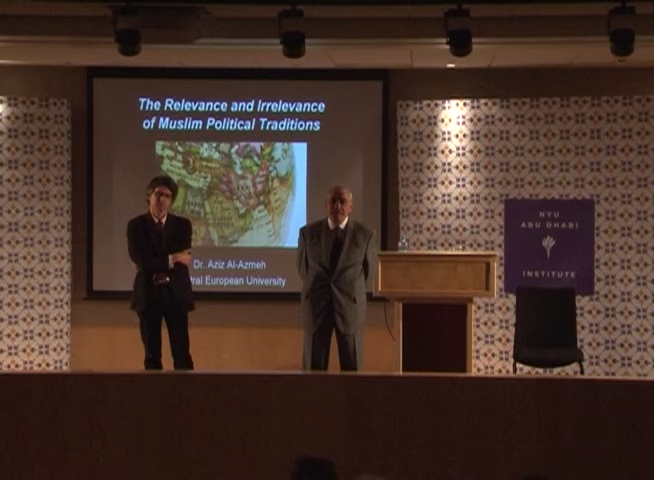 The Relevance and Irrelevance
of Muslim Political Traditions
Dr. Aziz Al-Azmeh
European University
NYU
ABU DHABI
INSTITUTE